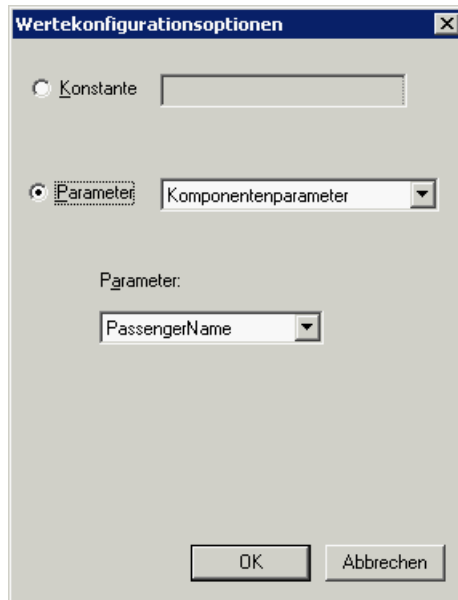 Wertekonfigurationsoptionen
Konstante
Parameter Komponentenparameter
Parameter:
PassengerName
OK Abbrechen